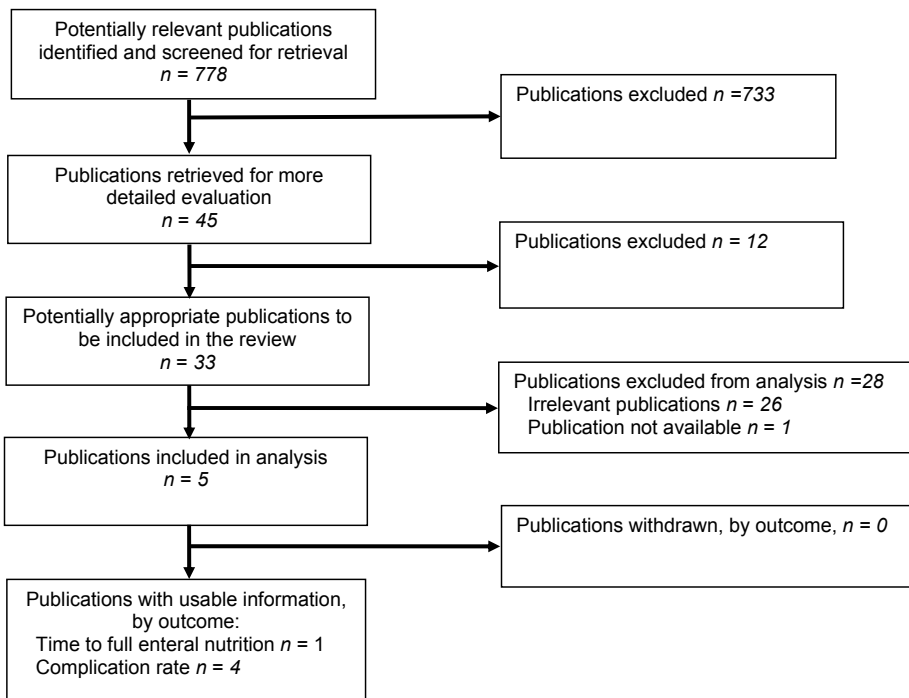 Potentially relevant publications
identified and screened for retrieval
n = 778
Publications excluded n =733
Publications retrieved for more
detailed evaluation
n = 45
Publications excluded n = 12
Potentially appropriate publications to
be included in the review
n = 33
Publications excluded from analysis n =28
Irrelevant publications n = 26
Publication not available n = 1
Publications included in analysis
n = 5
Publications withdrawn, by outcome, n = 0
Publications with usable information,
by outcome:
Time to full enteral nutrition n = 1
Complication rate n = 4